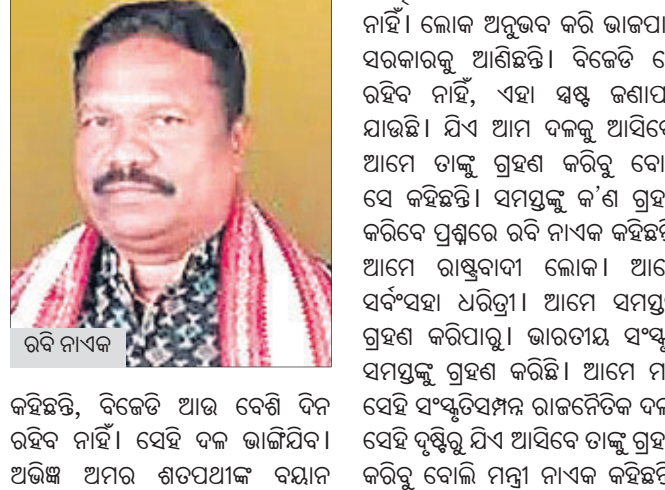 ରବି ନାଏକ
କହିଛନ୍ତି, ବିଜେଡି ଆଉ ବେଶି ଦିନ
ରହିବ ନାହିଁ। ସେହି ଦଳ ଭାଙ୍ଗିଯିବ।
ଅଭିଜ୍ଞ ଅମର ଶତପଥୀଙ୍କ ବୟାନ
ନାହିଁ। ଲୋକ ଅନୁଭବ କରି ଭାଜପା
ସରକାରକୁ ଆଣିଛନ୍ତି। ବିଜେଡି
ରହିବ ନାହିଁ, ଏହା ସ୍ପଷ୍ଟ ଜଣାପ
ଯାଉଛି। ଯିଏ ଆମ ଦଳକୁ ଆସିବେ
ଆମେ ତାଙ୍କୁ ଗ୍ରହଣ କରିବୁ ବୋ
ସେ କହିଛନ୍ତି। ସମସ୍ତଙ୍କୁ କ'ଣ ଗ୍ରହ
କରିବେ ପ୍ରଶ୍ନରେ ରବି ନାଏକ କହିଛନ୍ତି
ଆମେ ରାଷ୍ଟ୍ରବାଦୀ ଲୋକ। ଆମେ
ସର୍ବଂସହା ଧରିତ୍ରୀ। ଆମେ ସମସ୍ତ
ଗ୍ରହଣ କରିପାରୁ। ଭାରତୀୟ ସଂସ୍କୃ
ସମସ୍ତଙ୍କୁ ଗ୍ରହଣ କରିଛି। ଆମେ ମ
ସେହି ସଂସ୍କୃତିସମ୍ପନ୍ନ ରାଜନୈତିକ ଦଳ
ସେହି ଦୃଷ୍ଟିରୁ ଯିଏ ଆସିବେ ତାଙ୍କୁ ଗ୍ରହ
କରିବୁ ବୋଲି ମନ୍ତ୍ରୀ ନାଏକ କହିଛନ୍ତି